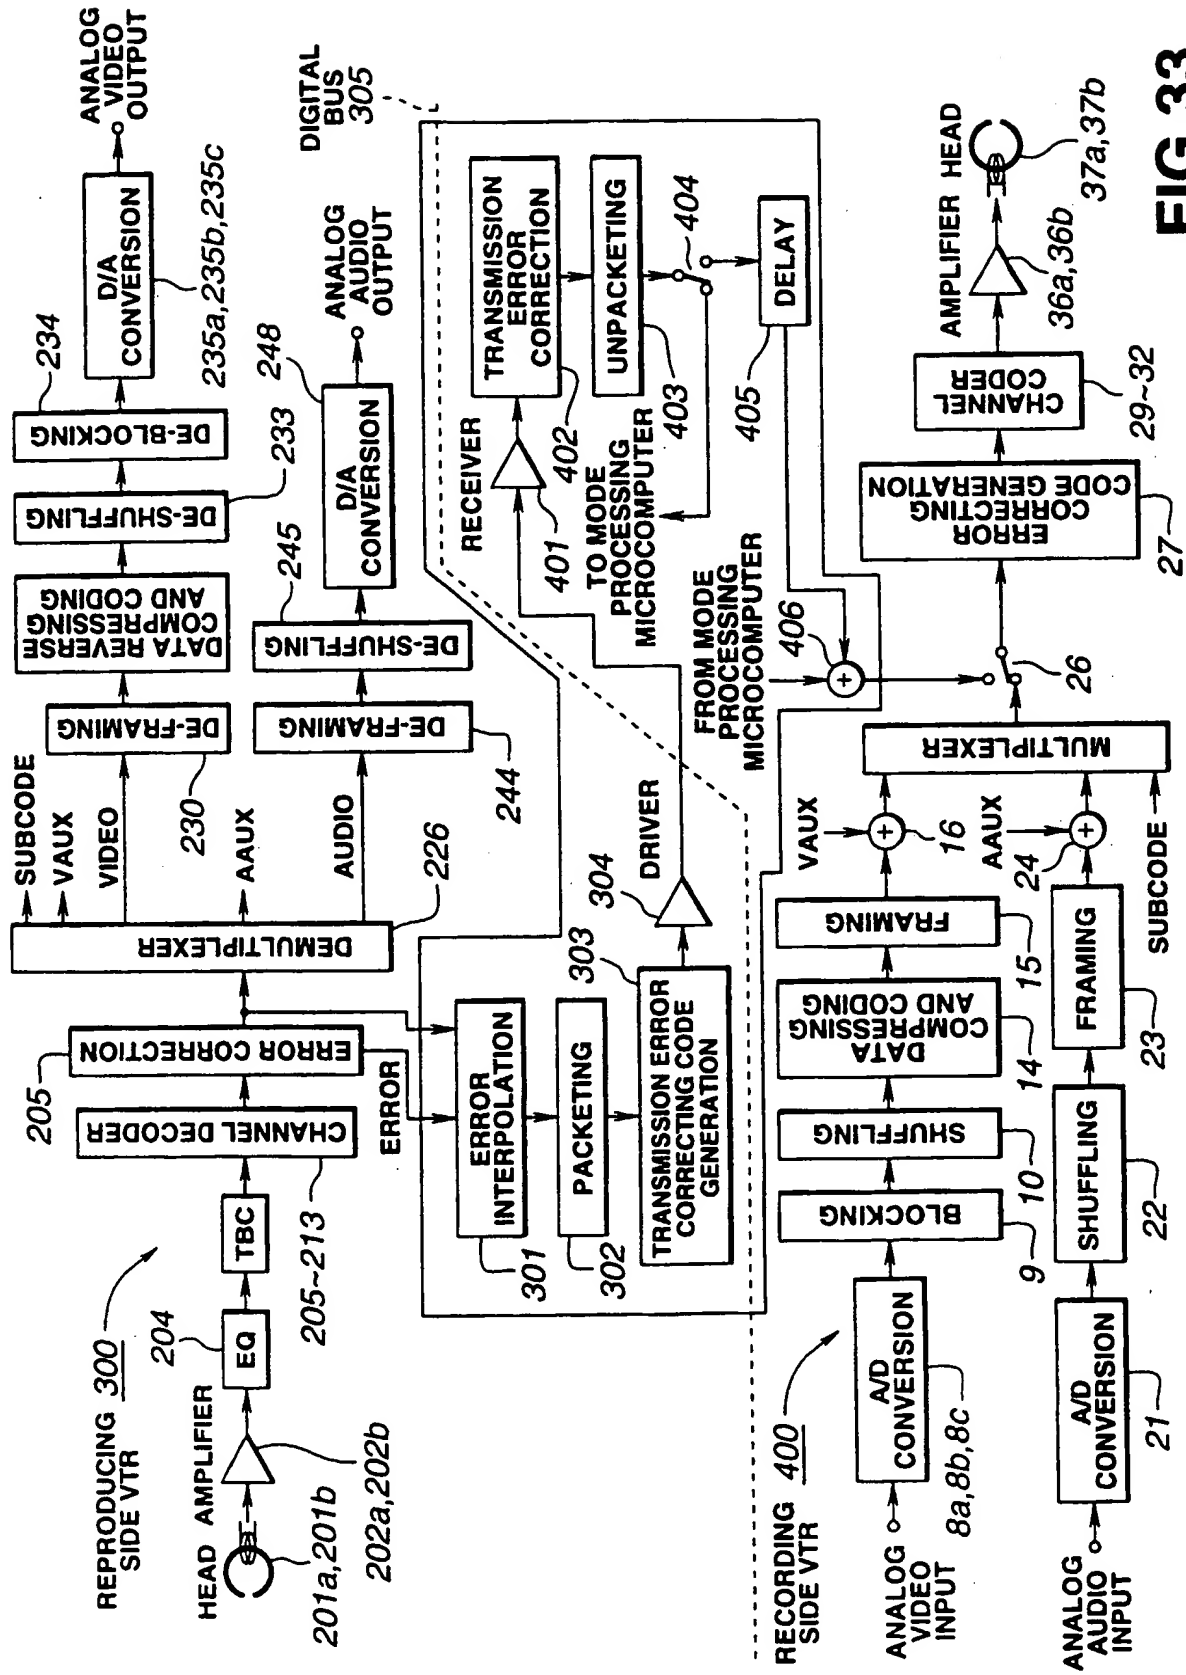 REPRODUCING 300
SIDE VTR
HEAD AMPLIFIER
201a,201b
202a,202b
204
EQ
TBC
205~213
CHANNEL DECODER
205
ERROR CORRECTION
ERROR
DEMULTIPLEXER
226
SUBCODE
VAUX
VIDEO
AAUX
AUDIO
DE-FRAMING
230
DATA REVERSE
COMPRESSING
AND CODING
DE-SHUFFLING
233
DE-BLOCKING
234
D/A
CONVERSION
235a,235b,235c
ANALOG
VIDEO
OUTPUT
DE-FRAMING
244
DE-SHUFFLING
245
D/A
CONVERSION
248
ANALOG
AUDIO
OUTPUT
DIGITAL
BUS
305
ERROR
INTERPOLATION
301
PACKETING
302
303
TRANSMISSION ERROR
CORRECTING CODE
GENERATION
304
DRIVER
RECEIVER
401
TRANSMISSION
ERROR
CORRECTION
402
UNPACKETING
403
404
TO MODE
PROCESSING
MICROCOMPUTER
DELAY
405
FROM MODE
PROCESSING
MICROCOMPUTER
406
+
RECORDING 400
SIDE VTR
ANALOG
VIDEO
INPUT
A/D
CONVERSION
8a,8b,8c
BLOCKING
9
SHUFFLING
10
DATA
COMPRESSING
AND CODING
14
FRAMING
15
VAUX
+
16
ANALOG
AUDIO
INPUT
A/D
CONVERSION
21
SHUFFLING
22
FRAMING
23
AAUX
+
24
SUBCODE
MULTIPLEXER
26
ERROR
CORRECTING
CODE GENERATION
27
CHANNEL
CODER
29~32
AMPLIFIER HEAD
36a,36b
37a,37b
FIG.33